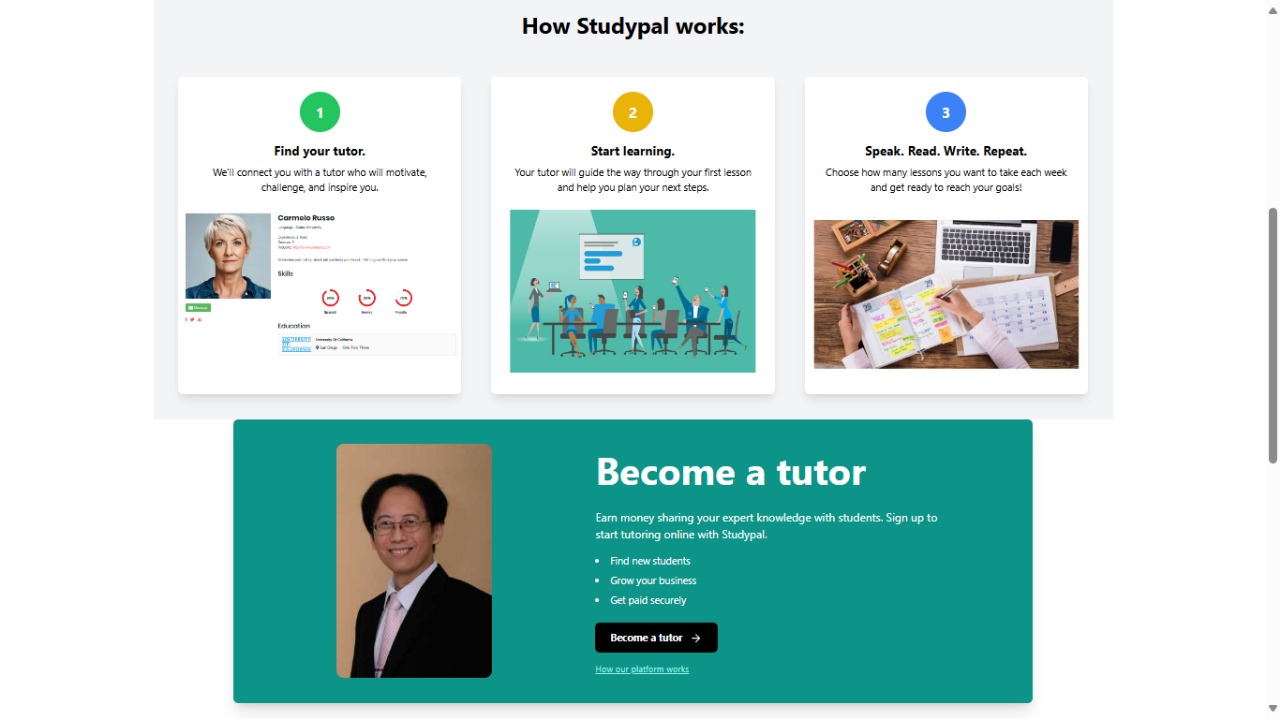 How Studypal works:
1
Find your tutor.
We'll connect you with a tutor who will motivate,
challenge, and inspire you.
Carmelo Russo
Skills
Education
University Of California
San Diego
2
Start learning.
Your tutor will guide the way through your first lesson
and help you plan your next steps.
3
Speak. Read. Write. Repeat.
Choose how many lessons you want to take each week
and get ready to reach your goals!
Become a tutor
Earn money sharing your expert knowledge with students. Sign up to
start tutoring online with Studypal.
• Find new students
• Grow your business
• Get paid securely
Become a tutor →
How our platform works